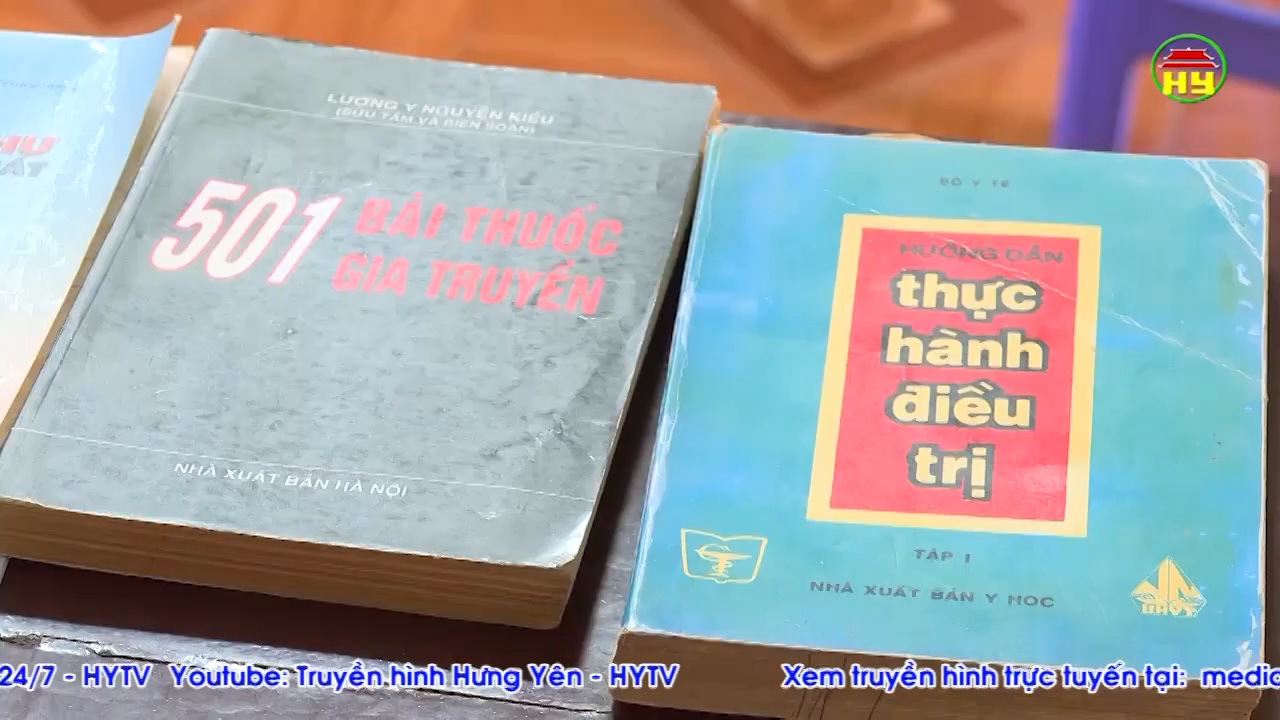 HY
LƯƠNG Y NGUYỄN KIỀU
(SƯU TẦM VÀ BIÊN SOẠN)
501
BÀI THUỐC
GIA TRUYỀN
NHÀ XUẤT BẢN HÀ NỘI
BỘ Y TẾ
HƯỚNG DẪN
thực
hành
điều
trị
TẬP I
NHÀ XUẤT BẢN Y HỌC
24/7 - HYTV Youtube: Truyền hình Hưng Yên - HYTV Xem truyền hình trực tuyến tại: